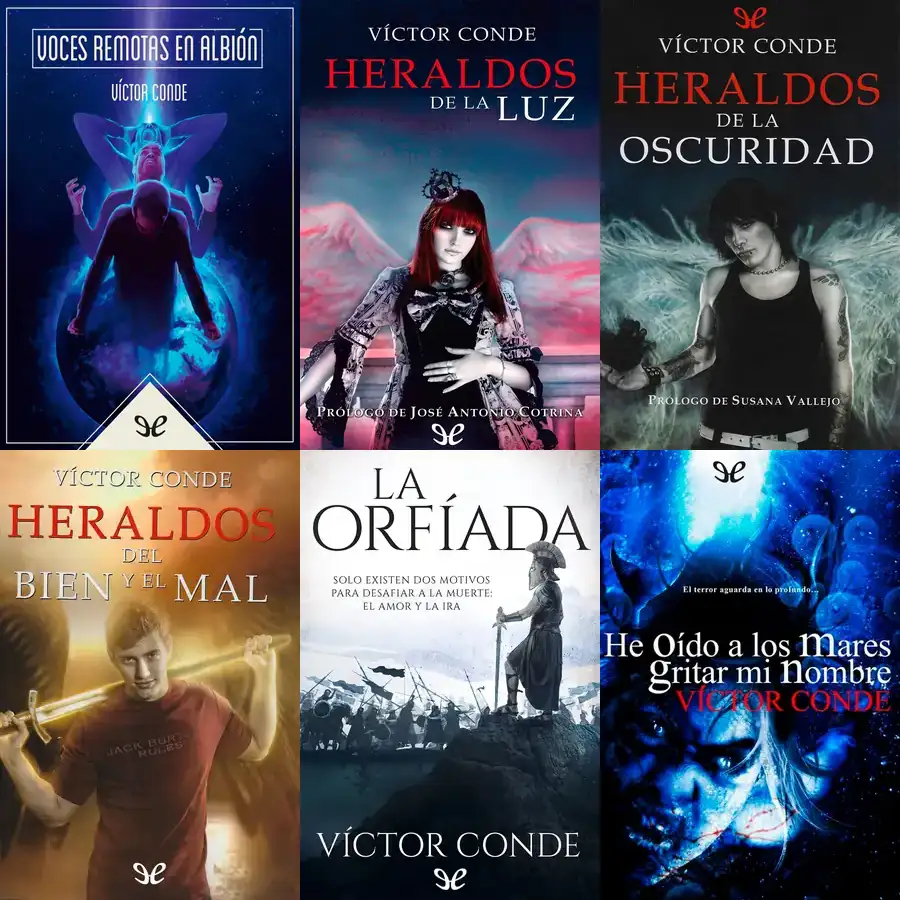 VOCES REMOTAS EN ALBIÓN
VÍCTOR CONDE
VÍCTOR CONDE
HERALDOS
DE LA LUZ
PRÓLOGO DE JOSÉ ANTONIO COTRINA
VÍCTOR CONDE
HERALDOS
DE LA
OSCURIDAD
PRÓLOGO DE SUSANA VALLEJO
VÍCTOR CONDE
HERALDOS
DEL
BIEN Y EL MAL
JACK BURTON
RULES
LA
ORFÍADA
SOLO EXISTEN DOS MOTIVOS
PARA DESAFIAR A LA MUERTE:
EL AMOR Y LA IRA
VÍCTOR CONDE
El terror aguarda en lo profundo...
He Oído a los Mares
gritar mi Nombre
VÍCTOR CONDE